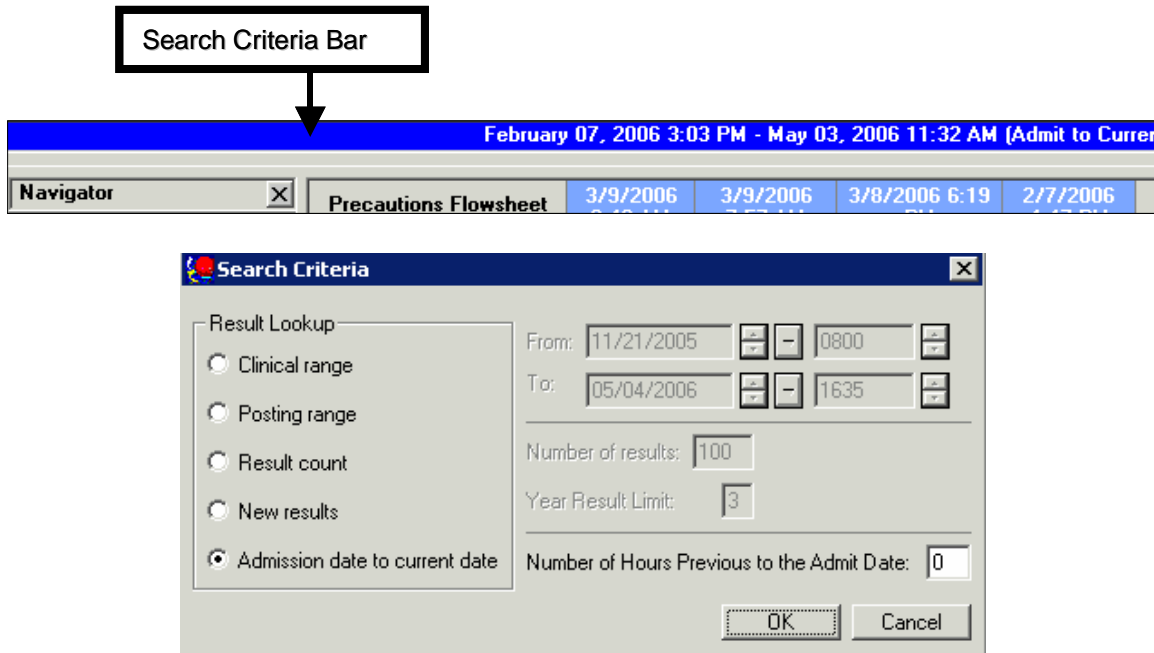 Search Criteria Bar
February 07, 2006 3:03 PM - May 03, 2006 11:32 AM (Admit to
Navigator
Precautions Flowsheet 3/9/2006 3/9/2006 3/8/2006 6:19 2/7/2006
Search Criteria
Result Lookup
Clinical range
Posting range
Result count
New results
Admission date to current date
From: 11/21/2005 0800
To: 05/04/2006 1635
Number of results: 100
Year Result Limit: 3
Number of Hours Previous to the Admit Date: 0
OK Cancel